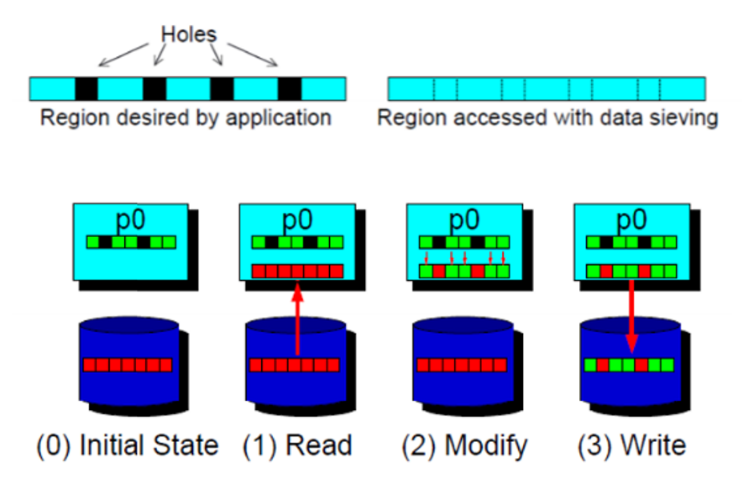 Holes
Region desired by application
Region accessed with data sieving
p0
p0
p0
p0
(0) Initial State
(1) Read
(2) Modify
(3) Write